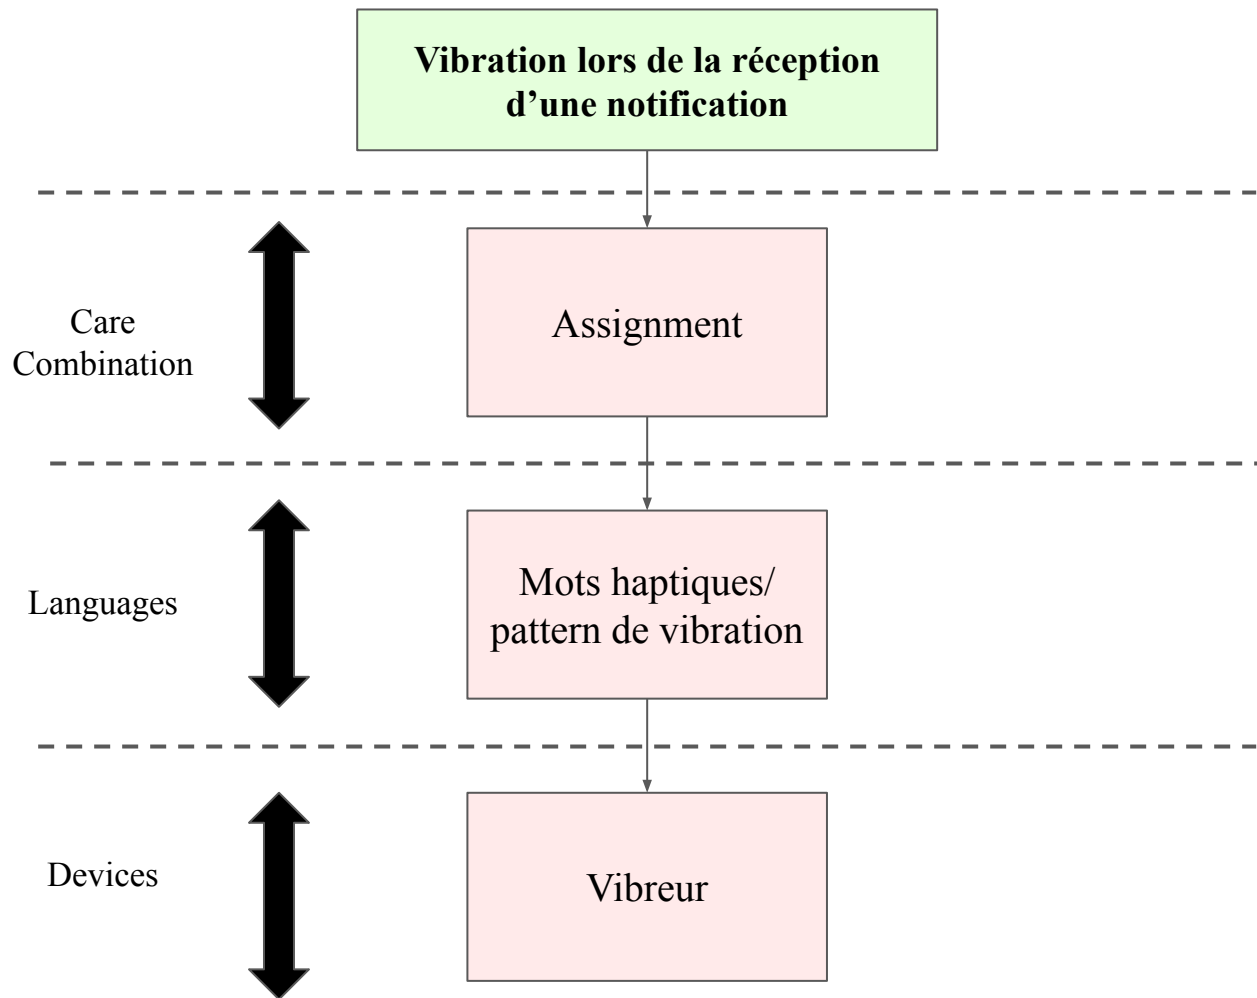 Vibration lors de la réception
d’une notification
Care
Combination
Assignment
Languages
Mots haptiques/
pattern de vibration
Devices
Vibreur